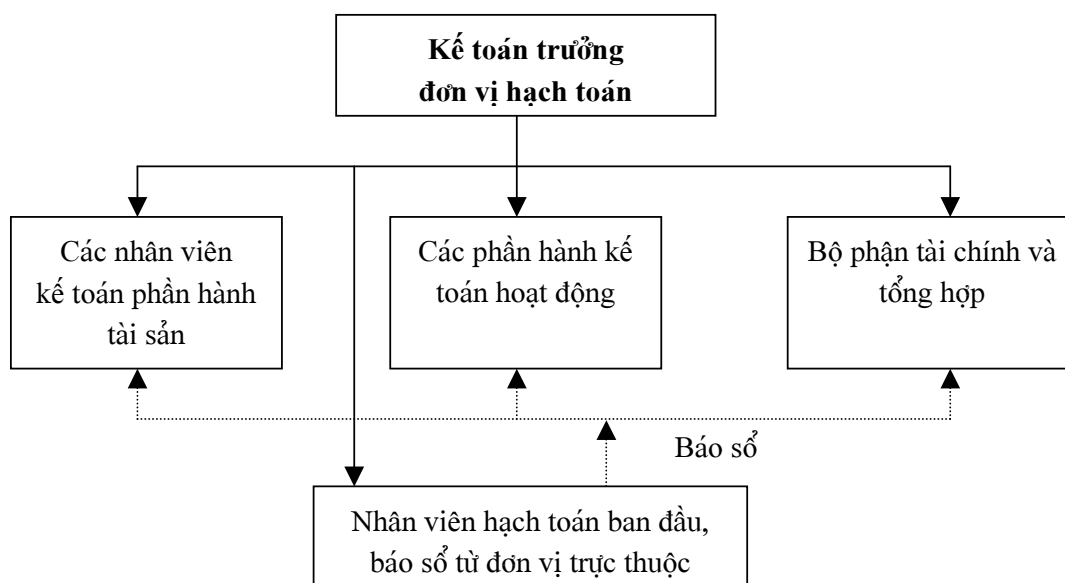 Kế toán trưởng
đơn vị hạch toán
Các nhân viên
kế toán phần hành
tài sản
Các phần hành kế
toán hoạt động
Bộ phận tài chính và
tổng hợp
Báo sổ
Nhân viên hạch toán ban đầu,
báo sổ từ đơn vị trực thuộc